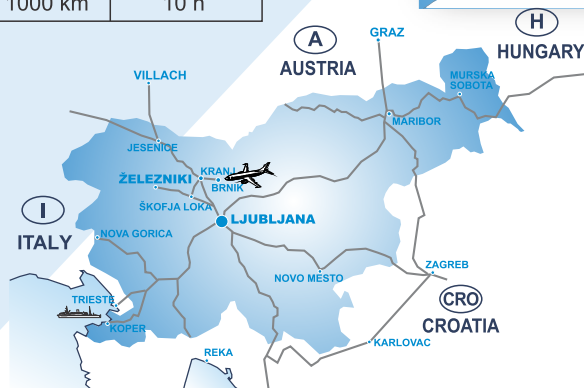 1000 km 10 h
H
HUNGARY
A
AUSTRIA
GRAZ
VILLACH
MURSKA
SOBOTA
MARIBOR
JESENICE
ŽELEZNIKI
KRANJ
BRNIK
ŠKOFJA LOKA
LJUBLJANA
I
ITALY
NOVA GORICA
NOVO MESTO
ZAGREB
TRIESTE
KOPER
CRO
CROATIA
REKA
KARLOVAC